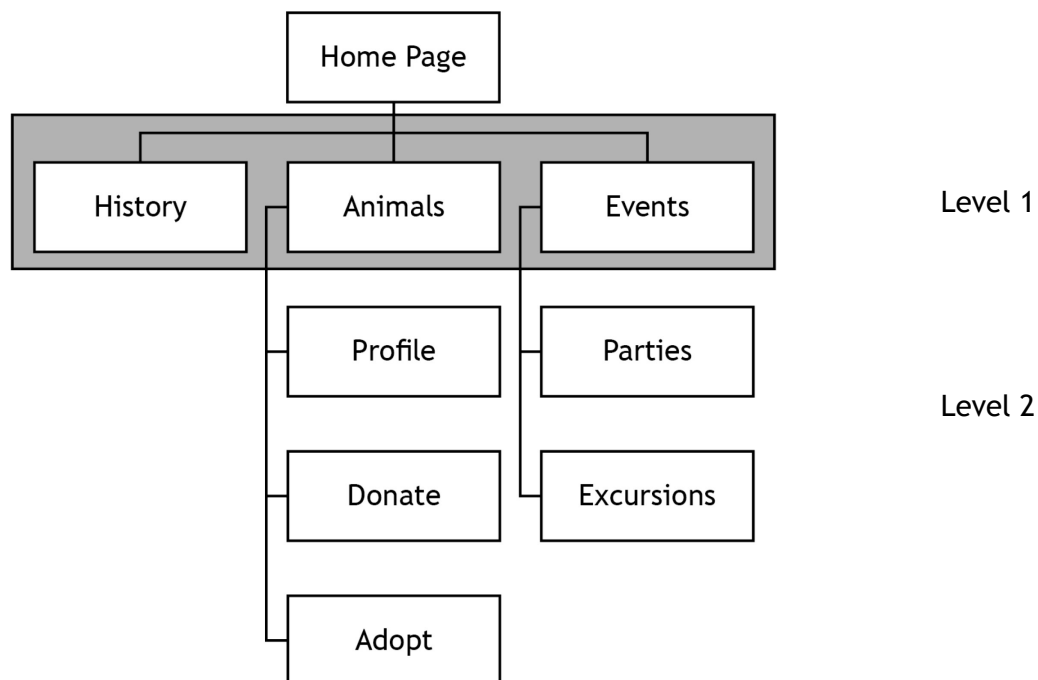 Home Page
History
Animals
Events
Level 1
Profile
Parties
Level 2
Donate
Excursions
Adopt